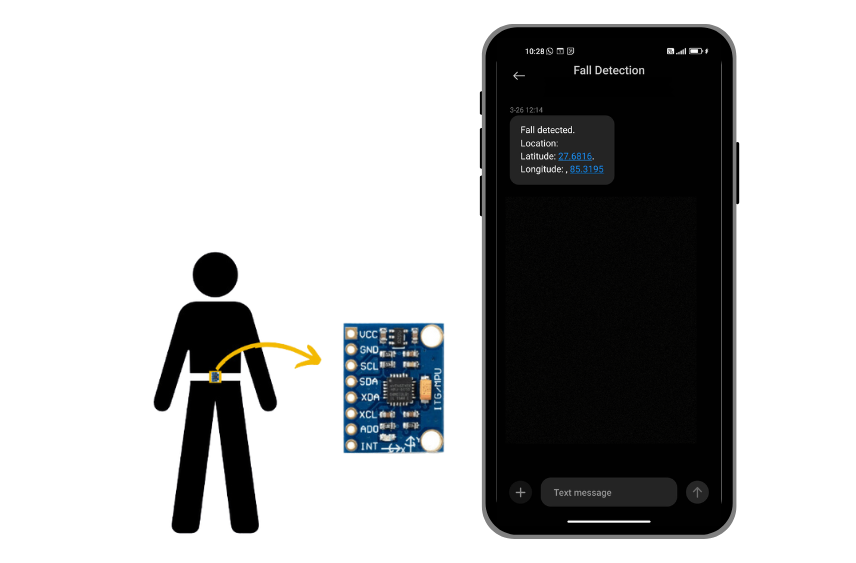 VCC
GND
SCL
SDA
XDA
XCL
ADO
INT
ITG/MPU
10:28
Fall Detection
3-26 12:14
Fall detected.
Location:
Latitude: 27.6816.
Longitude: , 85.3195
Text message